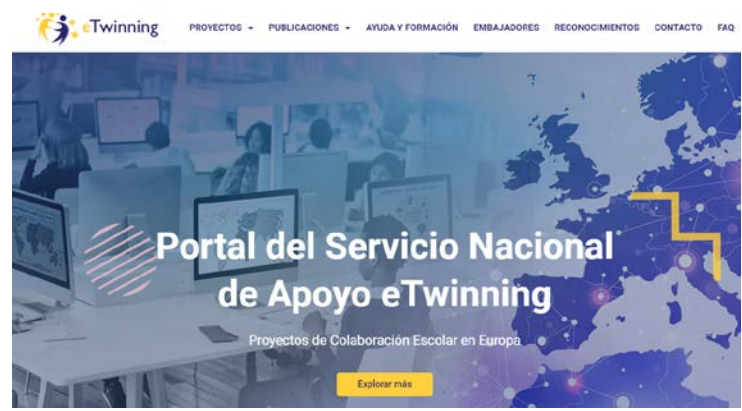 eTwinning
PROYECTOS PUBLICACIONES AYUDA Y FORMACIÓN EMBAJADORES RECONOCIMIENTOS CONTACTO FAQ
Portal del Servicio Nacional
de Apoyo eTwinning
Proyectos de Colaboración Escolar en Europa
Explorar más